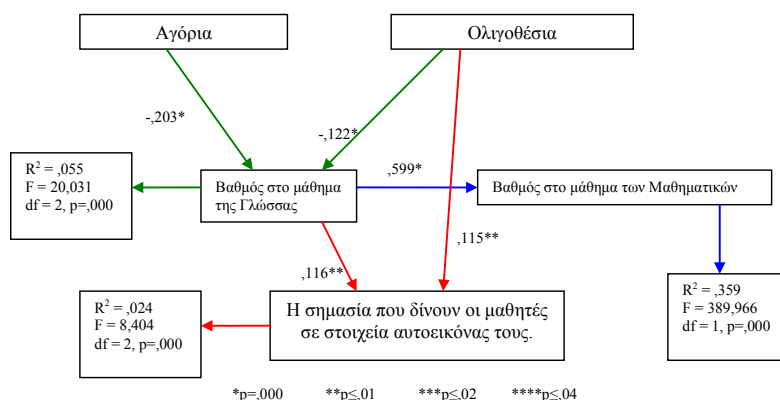 Αγόρια
Ολιγοθέσια
-,203*
-,122*
,599*
R² = ,055
F = 20,031
df = 2, p=,000
Βαθμός στο μάθημα
της Γλώσσας
Βαθμός στο μάθημα των Μαθηματικών
,115**
,116**
R² = ,024
F = 8,404
df = 2, p=,000
Η σημασία που δίνουν οι μαθητές
σε στοιχεία αυτοεικόνας τους.
R² = ,359
F = 389,966
df = 1, p=,000
*p=,000 **p≤,01 ***p≤,02 ****p≤,04